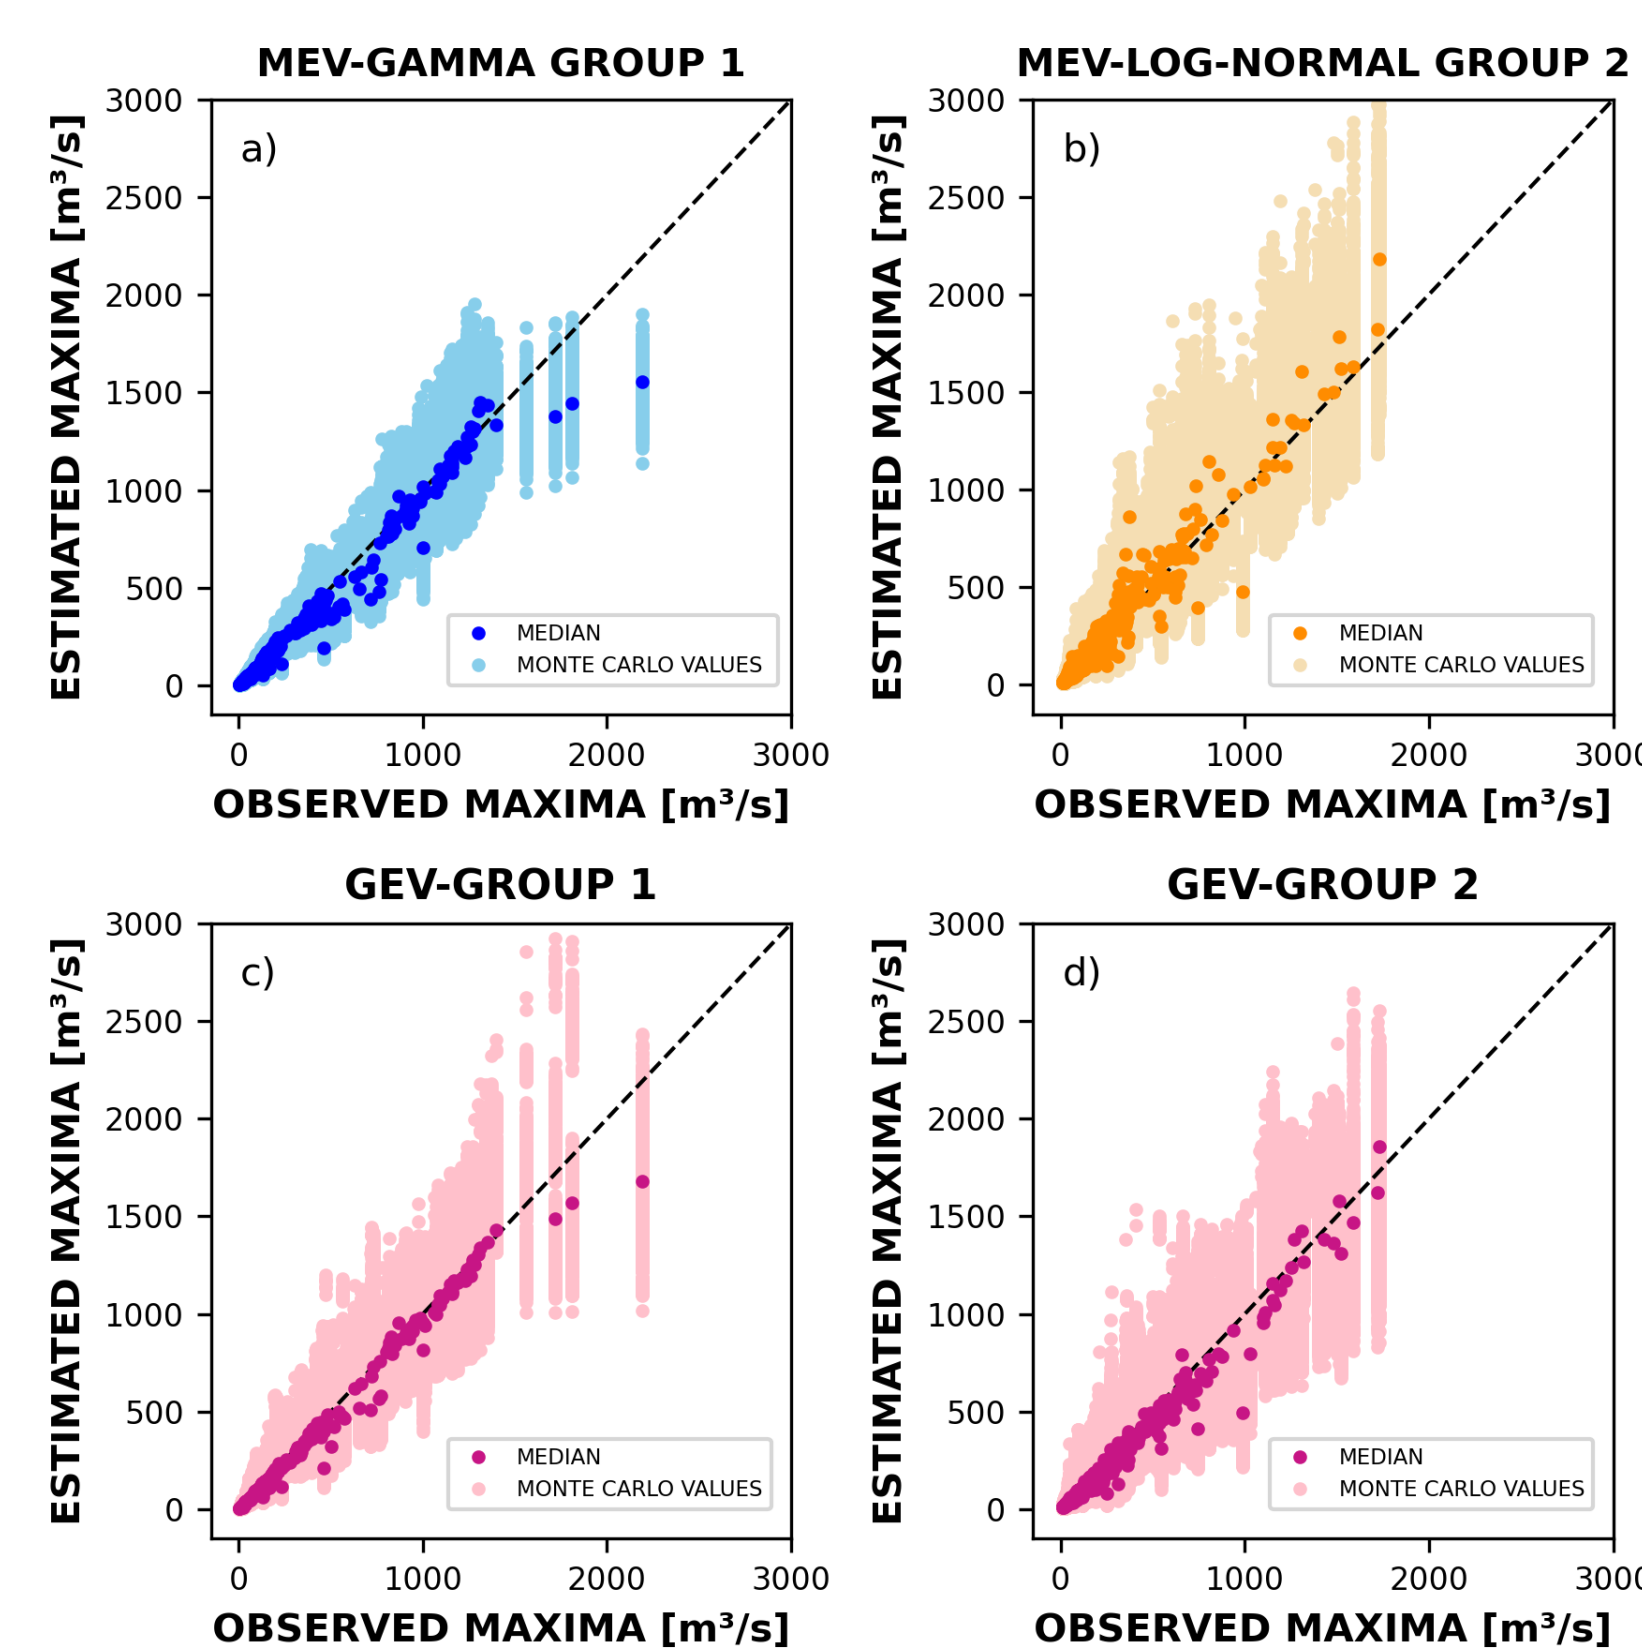 MEV-GAMMA GROUP 1
a)
ESTIMATED MAXIMA [m³/s]
3000
2500
2000
1500
1000
500
0
MEDIAN
MONTE CARLO VALUES
0 1000 2000 3000
OBSERVED MAXIMA [m³/s]
MEV-LOG-NORMAL GROUP 2
b)
ESTIMATED MAXIMA [m³/s]
3000
2500
2000
1500
1000
500
0
MEDIAN
MONTE CARLO VALUES
0 1000 2000 3000
OBSERVED MAXIMA [m³/s]
GEV-GROUP 1
c)
ESTIMATED MAXIMA [m³/s]
3000
2500
2000
1500
1000
500
0
MEDIAN
MONTE CARLO VALUES
0 1000 2000 3000
OBSERVED MAXIMA [m³/s]
GEV-GROUP 2
d)
ESTIMATED MAXIMA [m³/s]
3000
2500
2000
1500
1000
500
0
MEDIAN
MONTE CARLO VALUES
0 1000 2000 3000
OBSERVED MAXIMA [m³/s]